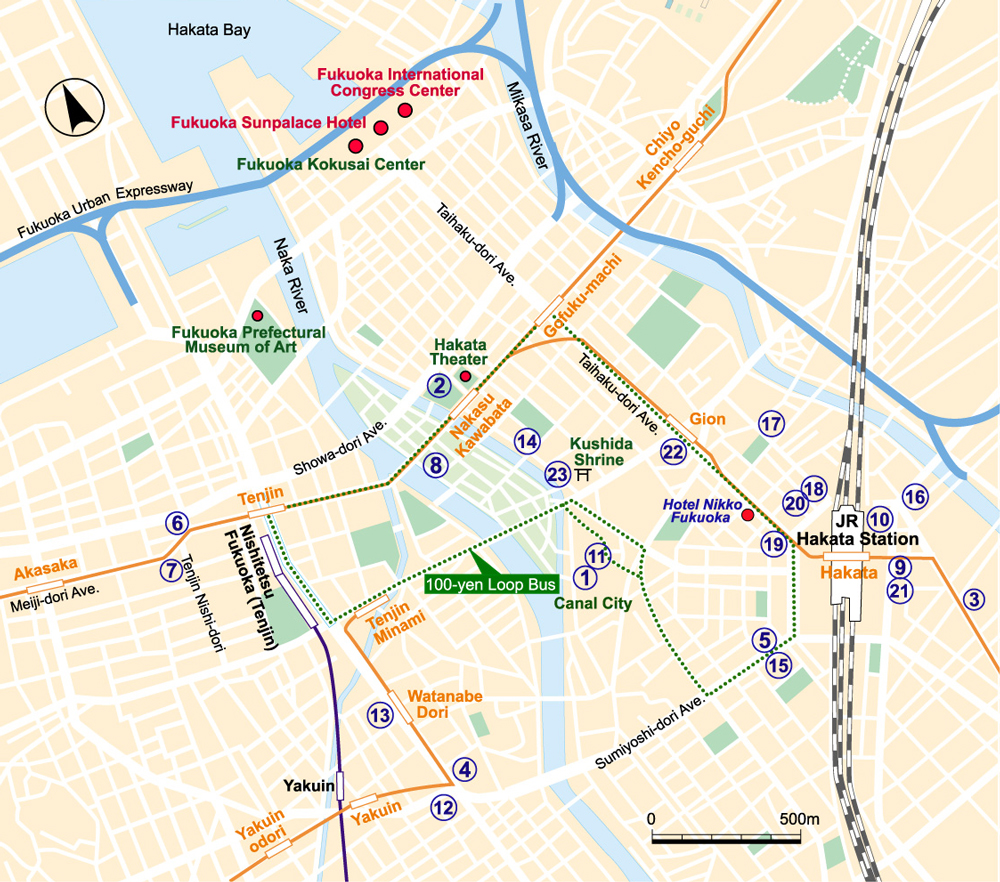 Hakata Bay
Fukuoka International
Congress Center
Fukuoka Sunpalace Hotel
Fukuoka Kokusai Center
Mikasa River
Chiyo
Kencho-guchi
Fukuoka Urban Expressway
Taihaku-dori Ave.
Naka River
Gofuku-machi
Fukuoka Prefectural
Museum of Art
Hakata
Theater
2
Nakasu
Kawabata
Taihaku-dori Ave.
Gion
17
Showa-dori Ave.
14
Kushida
Shrine
22
8
23
18
20
16
Tenjin
Hotel Nikko
Fukuoka
6
JR
10
Hakata Station
19
Nishitetsu
Fukuoka (Tenjin)
11
Akasaka
7
Hakata
9
Meiji-dori Ave.
Tenjin Nishi-dori
100-yen Loop Bus
1
21
Canal City
3
Tenjin
Minami
5
15
Watanabe
Dori
13
Sumiyoshi-dori Ave.
4
Yakuin
12
Yakuin
Yakuin
odori
0
500m